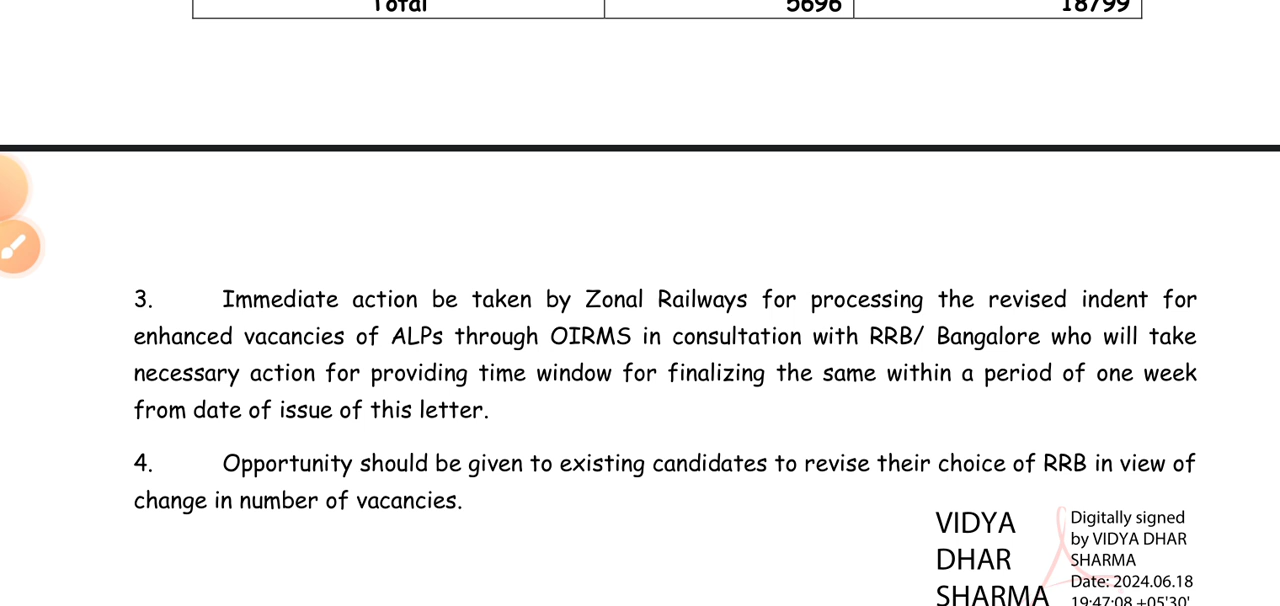 Total 5696 18799
3. Immediate action be taken by Zonal Railways for processing the revised indent for
enhanced vacancies of ALPs through OIRMS in consultation with RRB/ Bangalore who will take
necessary action for providing time window for finalizing the same within a period of one week
from date of issue of this letter.
4. Opportunity should be given to existing candidates to revise their choice of RRB in view of
change in number of vacancies.
VIDYA
DHAR
SHARMA
Digitally signed
by VIDYA DHAR
SHARMA
Date: 2024.06.18
19:47:08 +05'30'